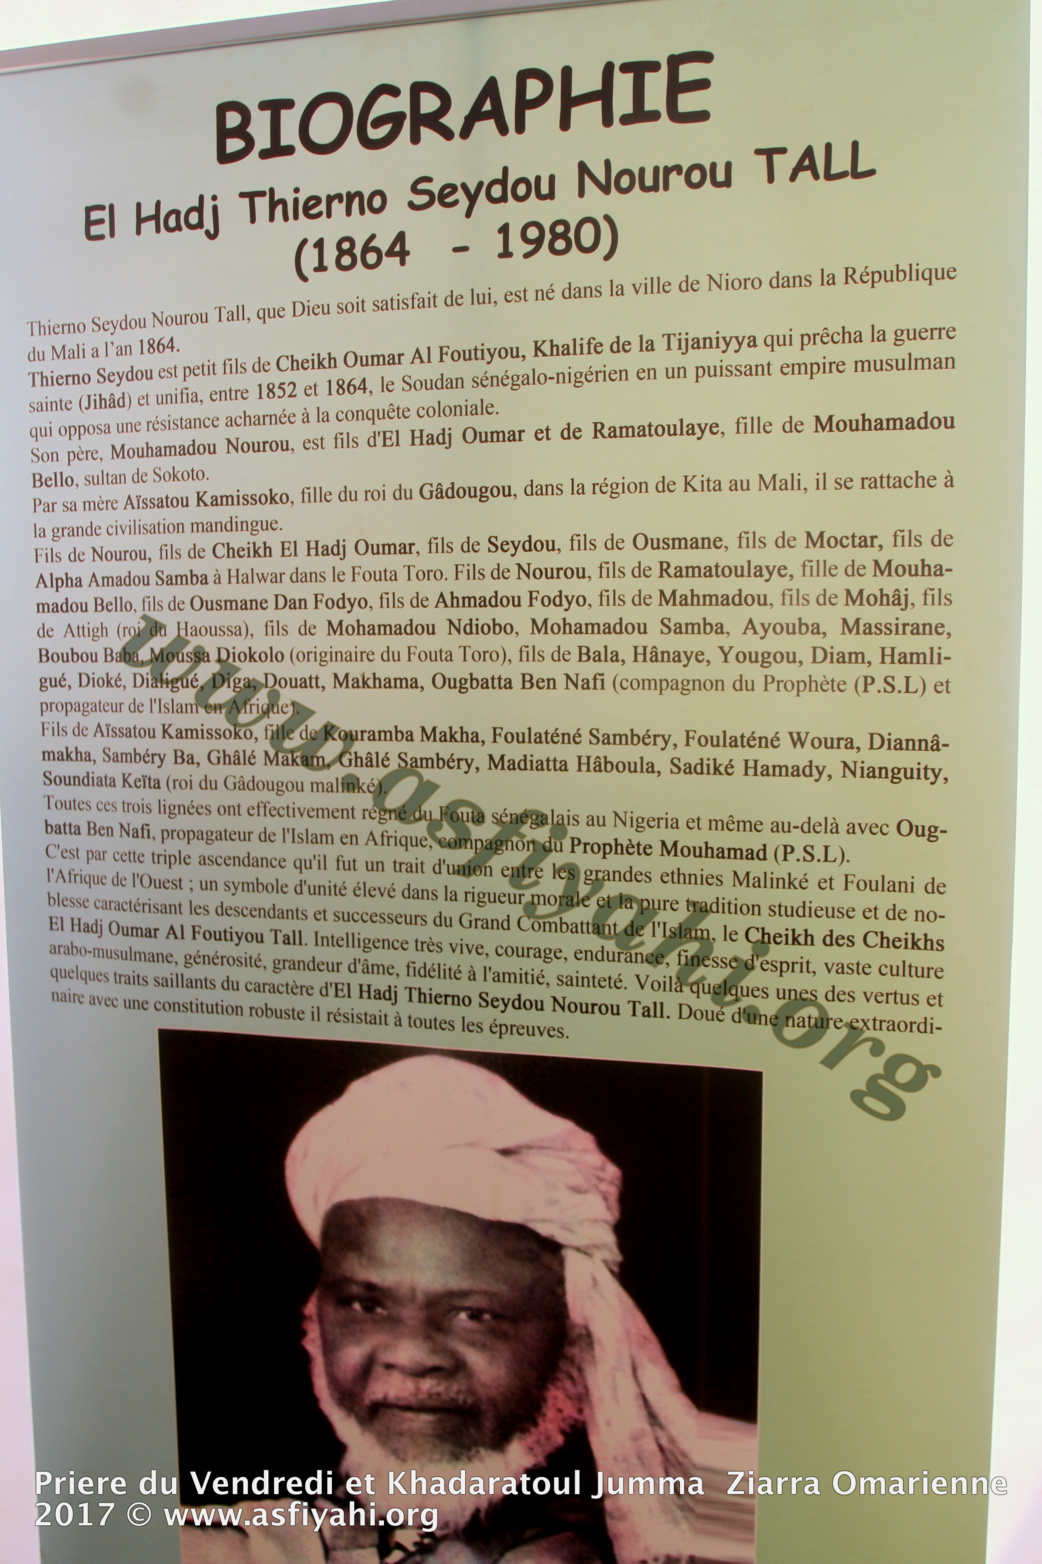 BIOGRAPHIE
El Hadj Thierno Seydou Nourou TALL
(1864 - 1980)
Thierno Seydou Nourou Tall, que Dieu soit satisfait de lui, est né dans la ville de Nioro dans la République
du Mali a l'an 1864.
Thierno Seydou est petit fils de Cheikh Oumar Al Foutiyou, Khalife de la Tijaniyya qui prêcha la guerre
sainte (Jihâd) et unifia, entre 1852 et 1864, le Soudan sénégalo-nigérien en un puissant empire musulman
qui opposa une résistance acharnée à la conquête coloniale.
Son père, Mouhamadou Nourou, est fils d'El Hadj Oumar et de Ramatoulaye, fille de Mouhamadou
Bello, sultan de Sokoto.
Par sa mère Aïssatou Kamissoko, fille du roi du Gâdougou, dans la région de Kita au Mali, il se rattache à
la grande civilisation mandingue.
Fils de Nourou, fils de Cheikh El Hadj Oumar, fils de Seydou, fils de Ousmane, fils de Moctar, fils de
Alpha Amadou Samba à Halwar dans le Fouta Toro. Fils de Nourou, fils de Ramatoulaye, fille de Mouha-
madou Bello, fils de Ousmane Dan Fodyo, fils de Ahmadou Fodyo, fils de Mahmadou, fils de Mohâj, fils
de Attigh (roi du Haoussa), fils de Mohamadou Ndiobo, Mohamadou Samba, Ayouba, Massirane,
Boubou Baba, Moussa Diokolo (originaire du Fouta Toro), fils de Bala, Hânaye, Yougou, Diam, Hamli-
gué, Dioké, Dialigué, Diga, Douatt, Makhama, Ougbatta Ben Nafi (compagnon du Prophète (P.S.L) et
propagateur de l'Islam en Afrique).
Fils de Aïssatou Kamissoko, fille de Kouramba Makha, Foulaténé Sambéry, Foulaténé Woura, Diannâ-
makha, Sambéry Ba, Ghâlé Makam, Ghâlé Sambéry, Madiatta Hâboula, Sadiké Hamady, Nianguity,
Soundiata Keïta (roi du Gâdougou malinké).
Toutes ces trois lignées ont effectivement régné du Fouta sénégalais au Nigeria et même au-delà avec Oug-
batta Ben Nafi, propagateur de l'Islam en Afrique, compagnon du Prophète Mouhamad (P.S.L).
C'est par cette triple ascendance qu'il fut un trait d'union entre les grandes ethnies Malinké et Foulani de
l'Afrique de l'Ouest ; un symbole d'unité élevé dans la rigueur morale et la pure tradition studieuse et de no-
blesse caractérisant les descendants et successeurs du Grand Combattant de l'Islam, le Cheikh des Cheikhs
El Hadj Oumar Al Foutiyou Tall. Intelligence très vive, courage, endurance, finesse d'esprit, vaste culture
arabo-musulmane, générosité, grandeur d'âme, fidélité à l'amitié, sainteté. Voilà quelques unes des vertus et
quelques traits saillants du caractère d'El Hadj Thierno Seydou Nourou Tall. Doué d'une nature extraordi-
naire avec une constitution robuste il résistait à toutes les épreuves.
www.asfiyahi.org
Priere du Vendredi et Khadaratoul Jumma Ziarra Omarienne
2017 © www.asfiyahi.org